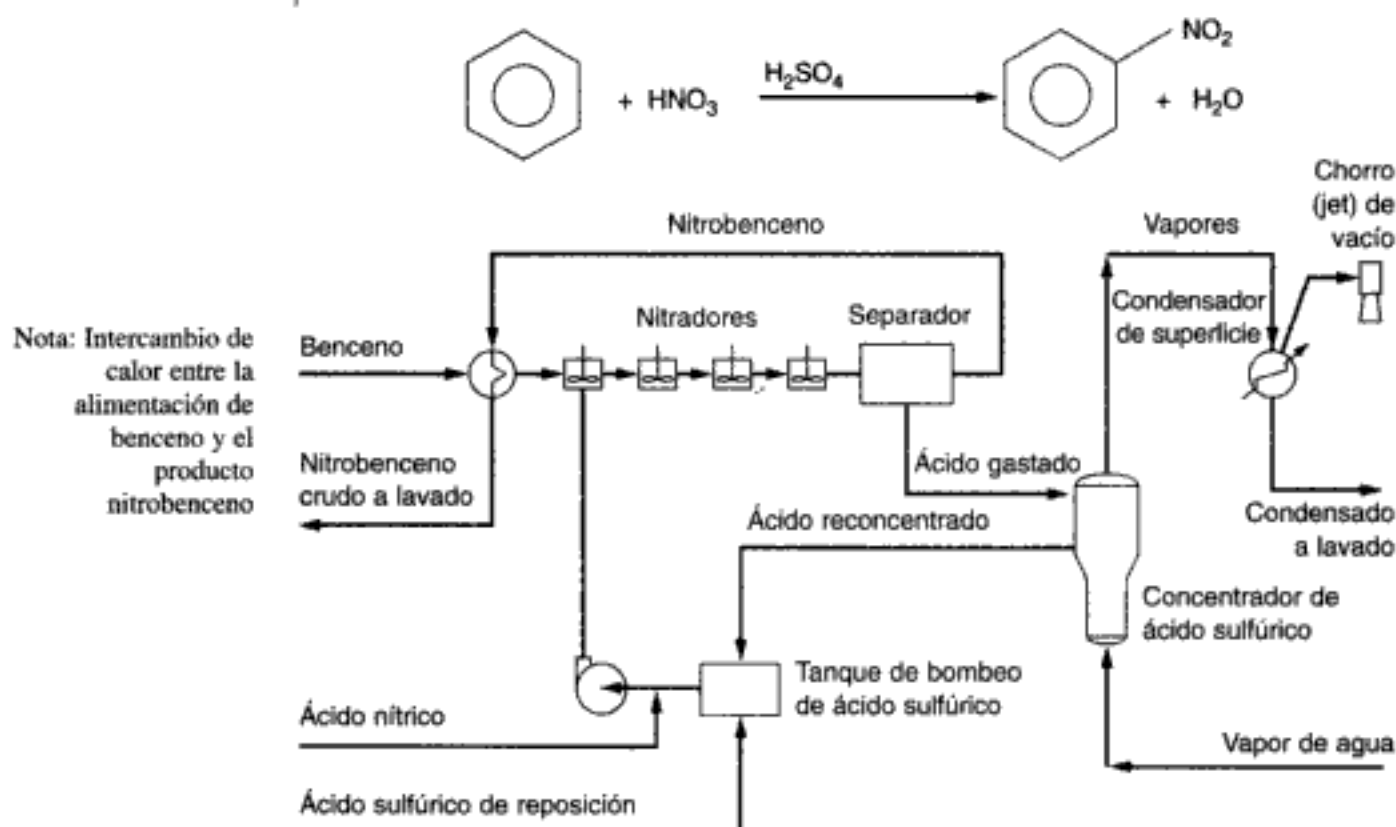 NO₂
H₂SO₄
+ HNO₃
+ H₂O
Chorro
(jet) de
vacío
Nitrobenceno
Vapores
Condensador
de superficie
Nitradores
Separador
Nota: Intercambio de
calor entre la
alimentación de
benceno y el
producto
nitrobenceno
Benceno
Nitrobenceno
crudo a lavado
Ácido gastado
Condensado
a lavado
Ácido reconcentrado
Concentrador de
ácido sulfúrico
Tanque de bombeo
de ácido sulfúrico
Ácido nítrico
Vapor de agua
Ácido sulfúrico de reposición